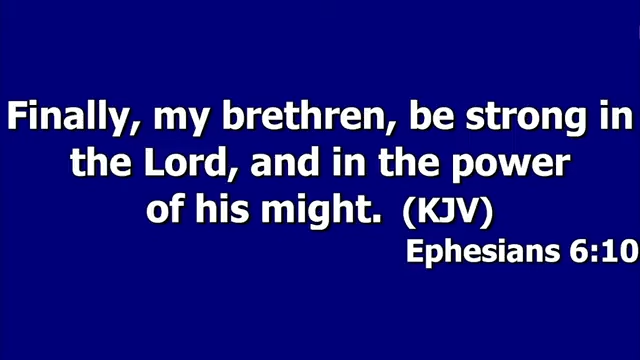 Finally, my brethren, be strong in
the Lord, and in the power
of his might. (KJV)
Ephesians 6:10